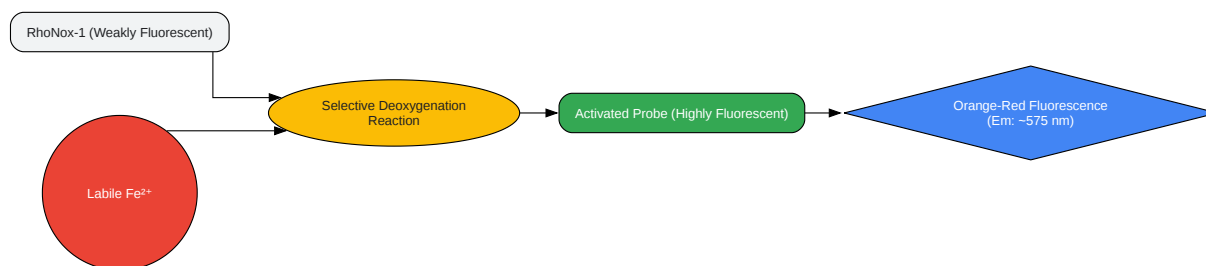 RhoNox-1 (Weakly Fluorescent)
Selective Deoxygenation
Reaction
Activated Probe (Highly Fluorescent)
Orange-Red Fluorescence
(Em: ~575 nm)
Labile Fe²⁺